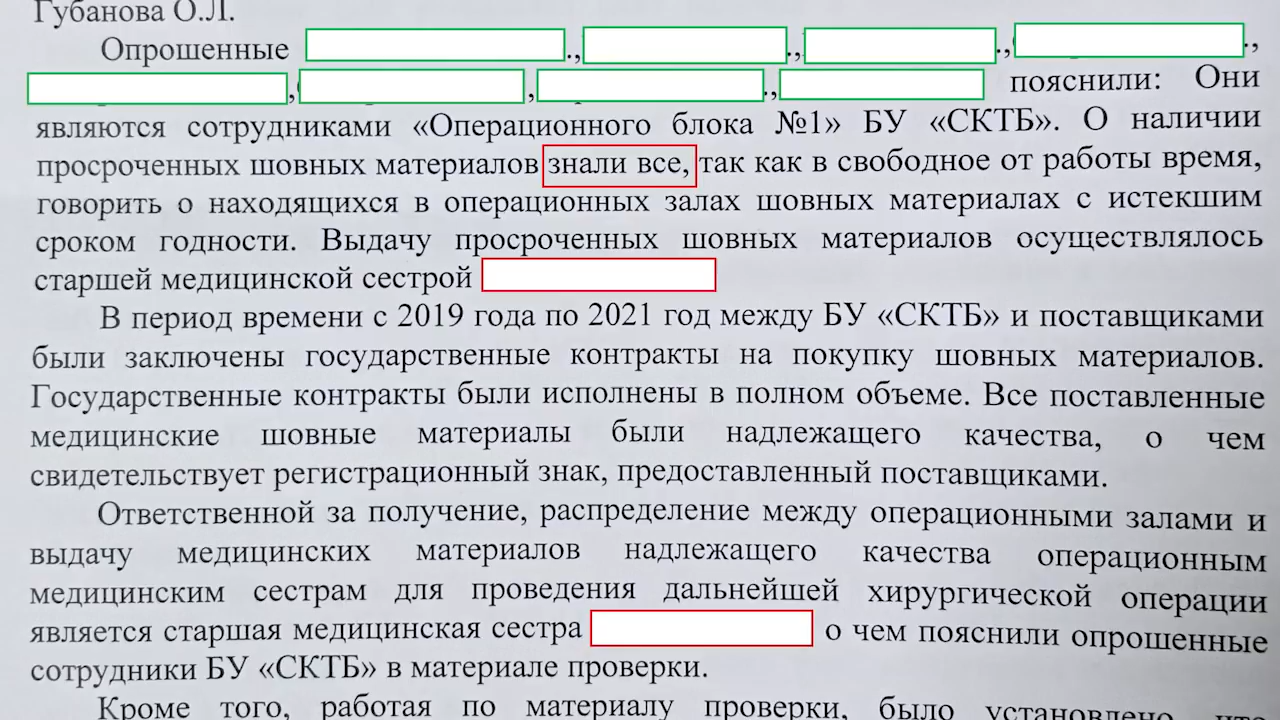 Губанова О.Л.
Опрошенные ., ., ., .,
, , ., пояснили: Они
являются сотрудниками «Операционного блока №1» БУ «СКТБ». О наличии
просроченных шовных материалов знали все, так как в свободное от работы время,
говорить о находящихся в операционных залах шовных материалах с истекшим
сроком годности. Выдачу просроченных шовных материалов осуществлялось
старшей медицинской сестрой
В период времени с 2019 года по 2021 год между БУ «СКТБ» и поставщиками
были заключены государственные контракты на покупку шовных материалов.
Государственные контракты были исполнены в полном объеме. Все поставленные
медицинские шовные материалы были надлежащего качества, о чем
свидетельствует регистрационный знак, предоставленный поставщиками.
Ответственной за получение, распределение между операционными залами и
выдачу медицинских материалов надлежащего качества операционным
медицинским сестрам для проведения дальнейшей хирургической операции
является старшая медицинская сестра о чем пояснили опрошенные
сотрудники БУ «СКТБ» в материале проверки.
Кроме того, работая по материалу проверки, было установлено, что